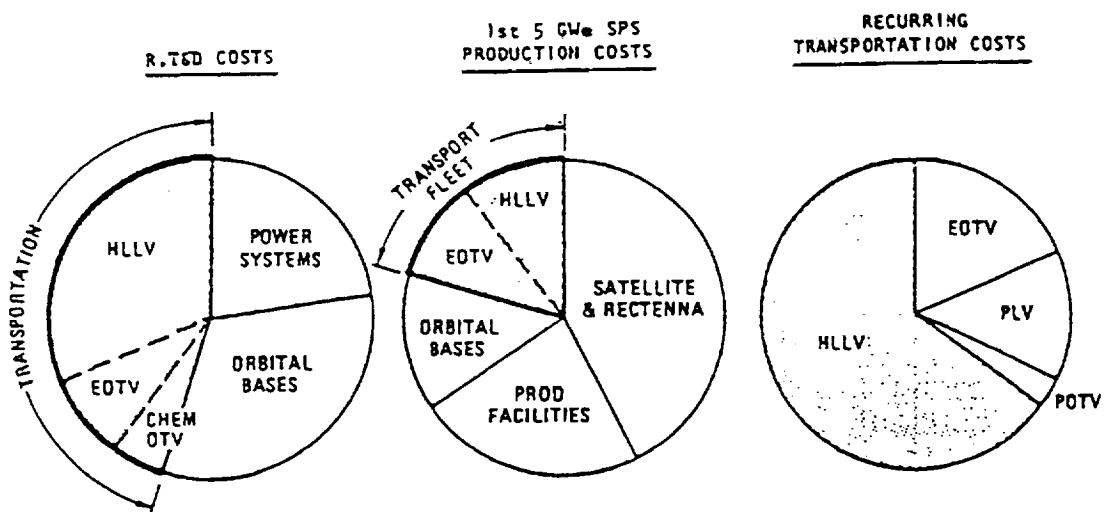 R.T&D COSTS
1st 5 GWe SPS
PRODUCTION COSTS
RECURRING
TRANSPORTATION COSTS
TRANSPORTATION
HLLV
POWER
SYSTEMS
EOTV
CHEM
OTV
ORBITAL
BASES
TRANSPORT
FLEET
HLLV
EOTV
SATELLITE
& RECTENNA
ORBITAL
BASES
PROD
FACILITIES
EOTV
PLV
HLLV
POTV